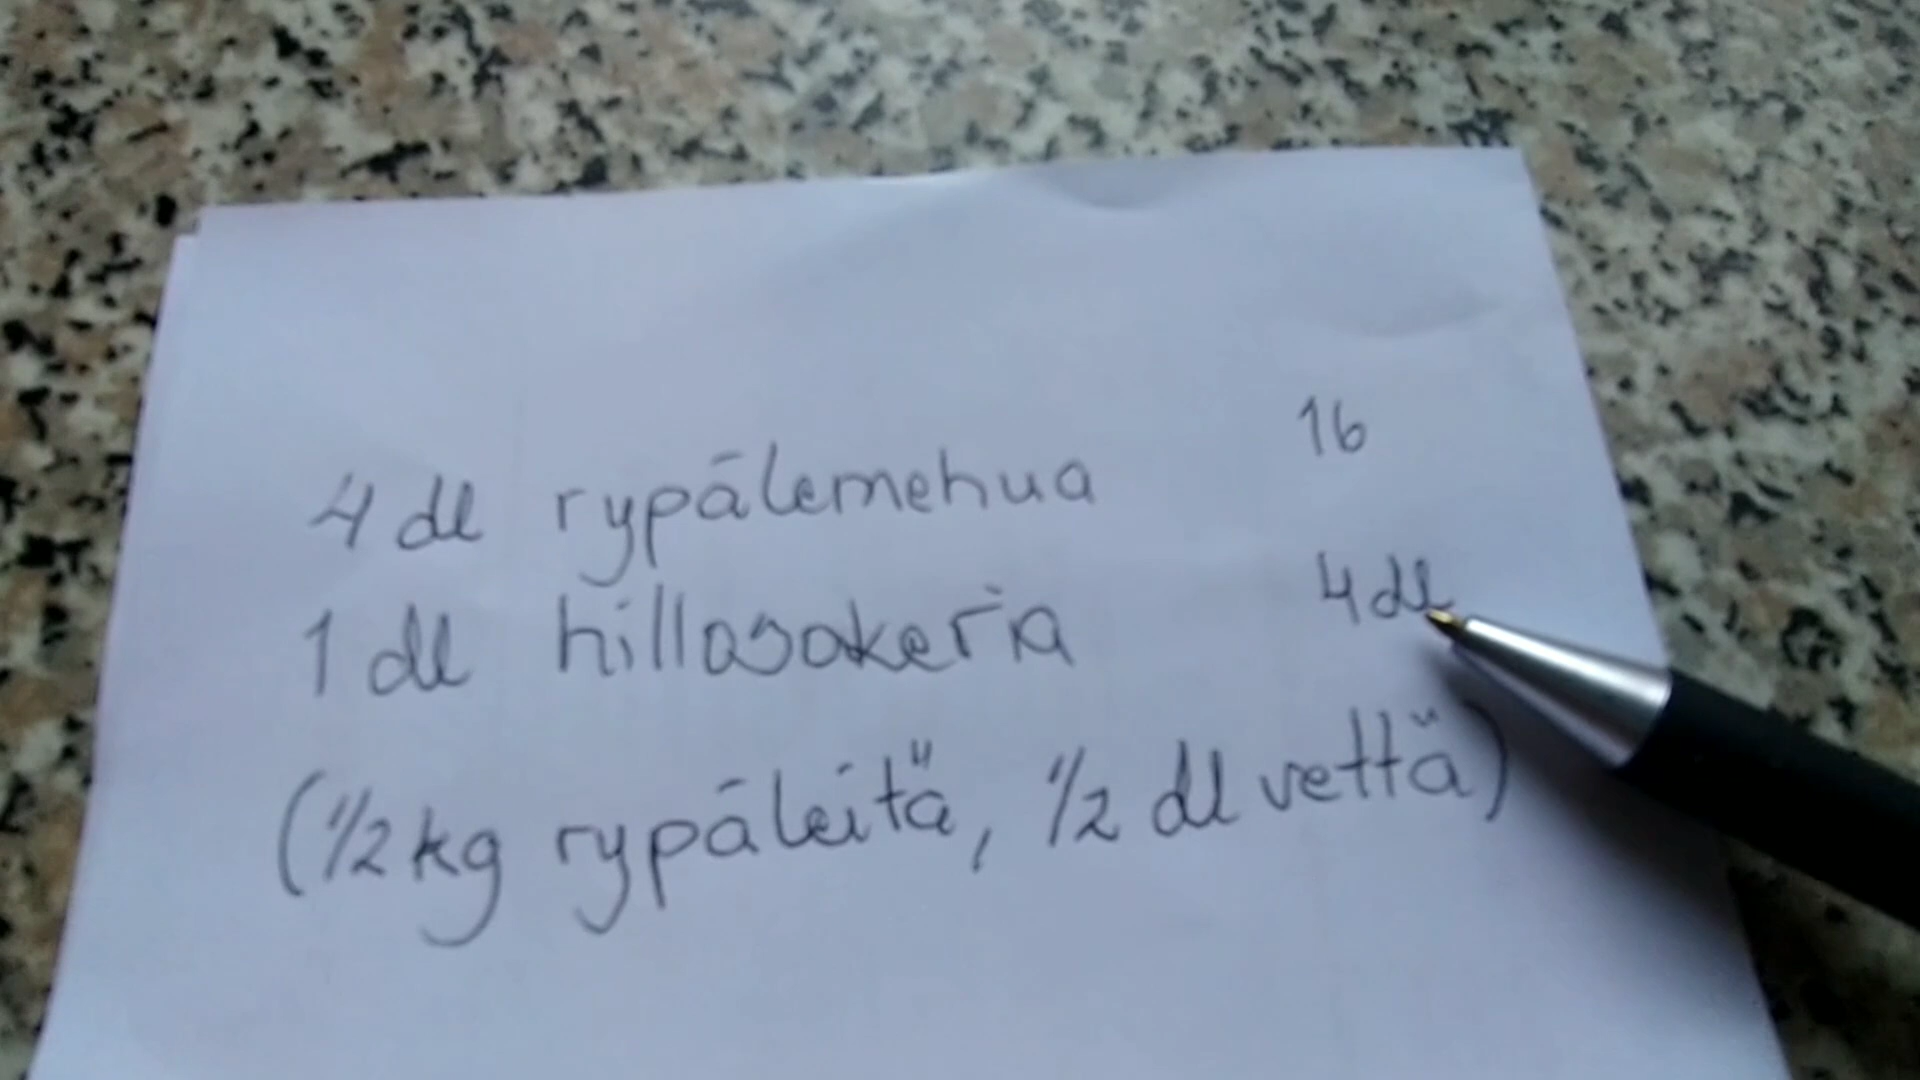 4 dl rypälemehua 16
1 dl hillosokeria 4 dl
(1/2 kg rypäleitä, 1/2 dl vettä)